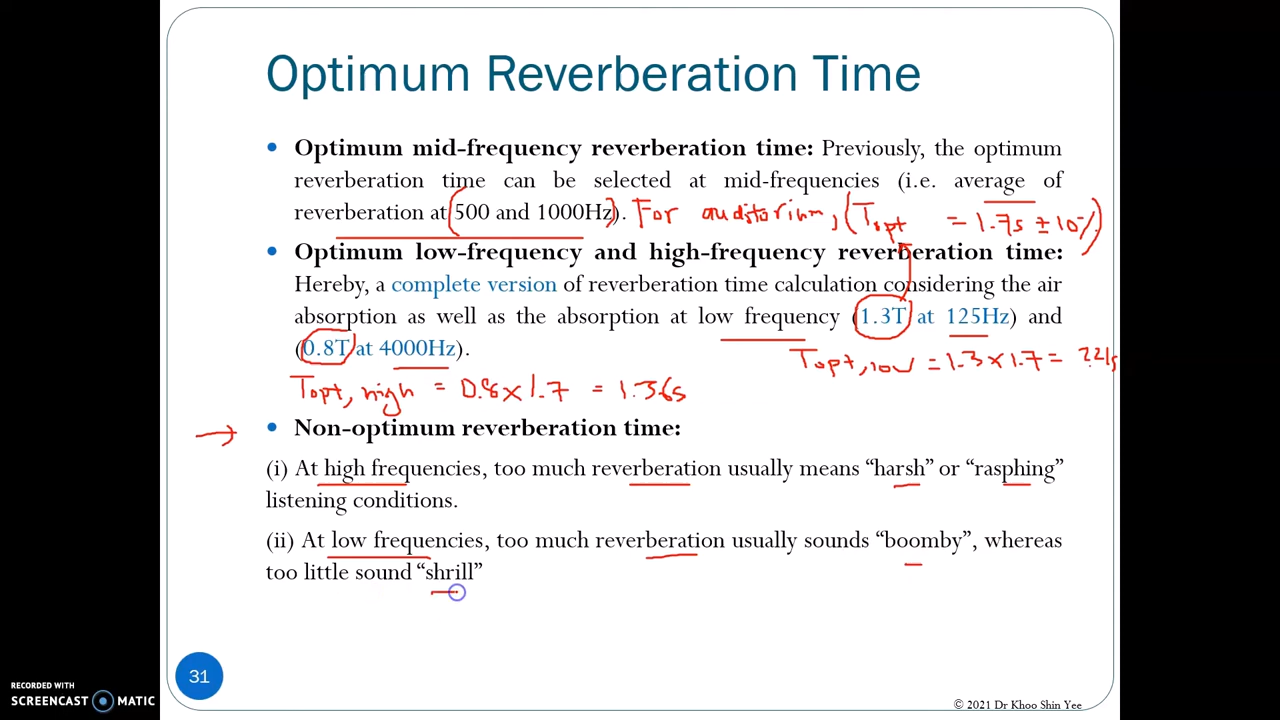 Optimum Reverberation Time
• Optimum mid-frequency reverberation time: Previously, the optimum
reverberation time can be selected at mid-frequencies (i.e. average of
reverberation at 500 and 1000Hz). For auditorium, (Topt = 1.7s ± 10%)
• Optimum low-frequency and high-frequency reverberation time:
Hereby, a complete version of reverberation time calculation considering the air
absorption as well as the absorption at low frequency (1.3T at 125Hz) and
(0.8T at 4000Hz).
Topt, low = 1.3 × 1.7 = 2.21s
Topt, high = 0.8 × 1.7 = 1.36s
• Non-optimum reverberation time:
(i) At high frequencies, too much reverberation usually means “harsh” or “rasphing”
listening conditions.
(ii) At low frequencies, too much reverberation usually sounds “boomby”, whereas
too little sound “shrill”
31
RECORDED WITH
SCREENCAST MATIC
© 2021 Dr Khoo Shin Yee